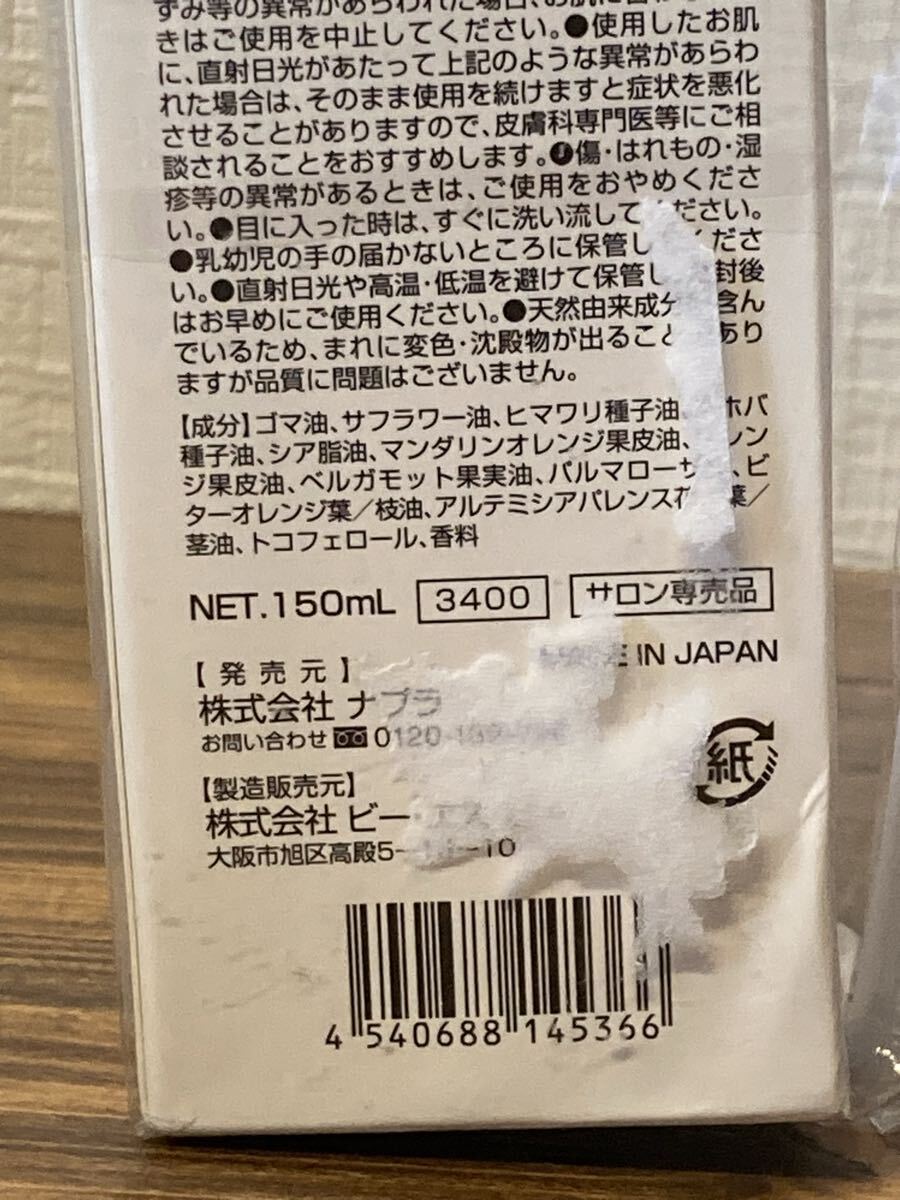 ずみ等の異常があらわれた場合、お肌に合
きはご使用を中止してください。●使用したお肌
に、直射日光があたって上記のような異常があらわ
れた場合は、そのまま使用を続けますと症状を悪化
させることがありますので、皮膚科専門医等にご相
談されることをおすすめします。●傷・はれもの・湿
疹等の異常があるときは、ご使用をおやめくださ
い。●目に入った時は、すぐに洗い流してください。
●乳幼児の手の届かないところに保管し くださ
い。●直射日光や高温・低温を避けて保管し 封後
はお早めにご使用ください。●天然由来成分 含ん
でいるため、まれに変色・沈殿物が出ること あり
ますが品質に問題はございません。
【成分】ゴマ油、サフラワー油、ヒマワリ種子油、 ホバ
種子油、シア脂油、マンダリンオレンジ果皮油、 レン
ジ果皮油、ベルガモット果実油、パルマローザ 、ビ
ターオレンジ葉／枝油、アルテミシアパレンス花 葉／
茎油、トコフェロール、香料
NET.150mL 3400 サロン専売品
IN JAPAN
【発売元】
株式会社 ナプラ
お問い合わせ 0120
紙
【製造販売元】
株式会社 ビー・エス
大阪市旭区高殿5- -10
4 540688 145366